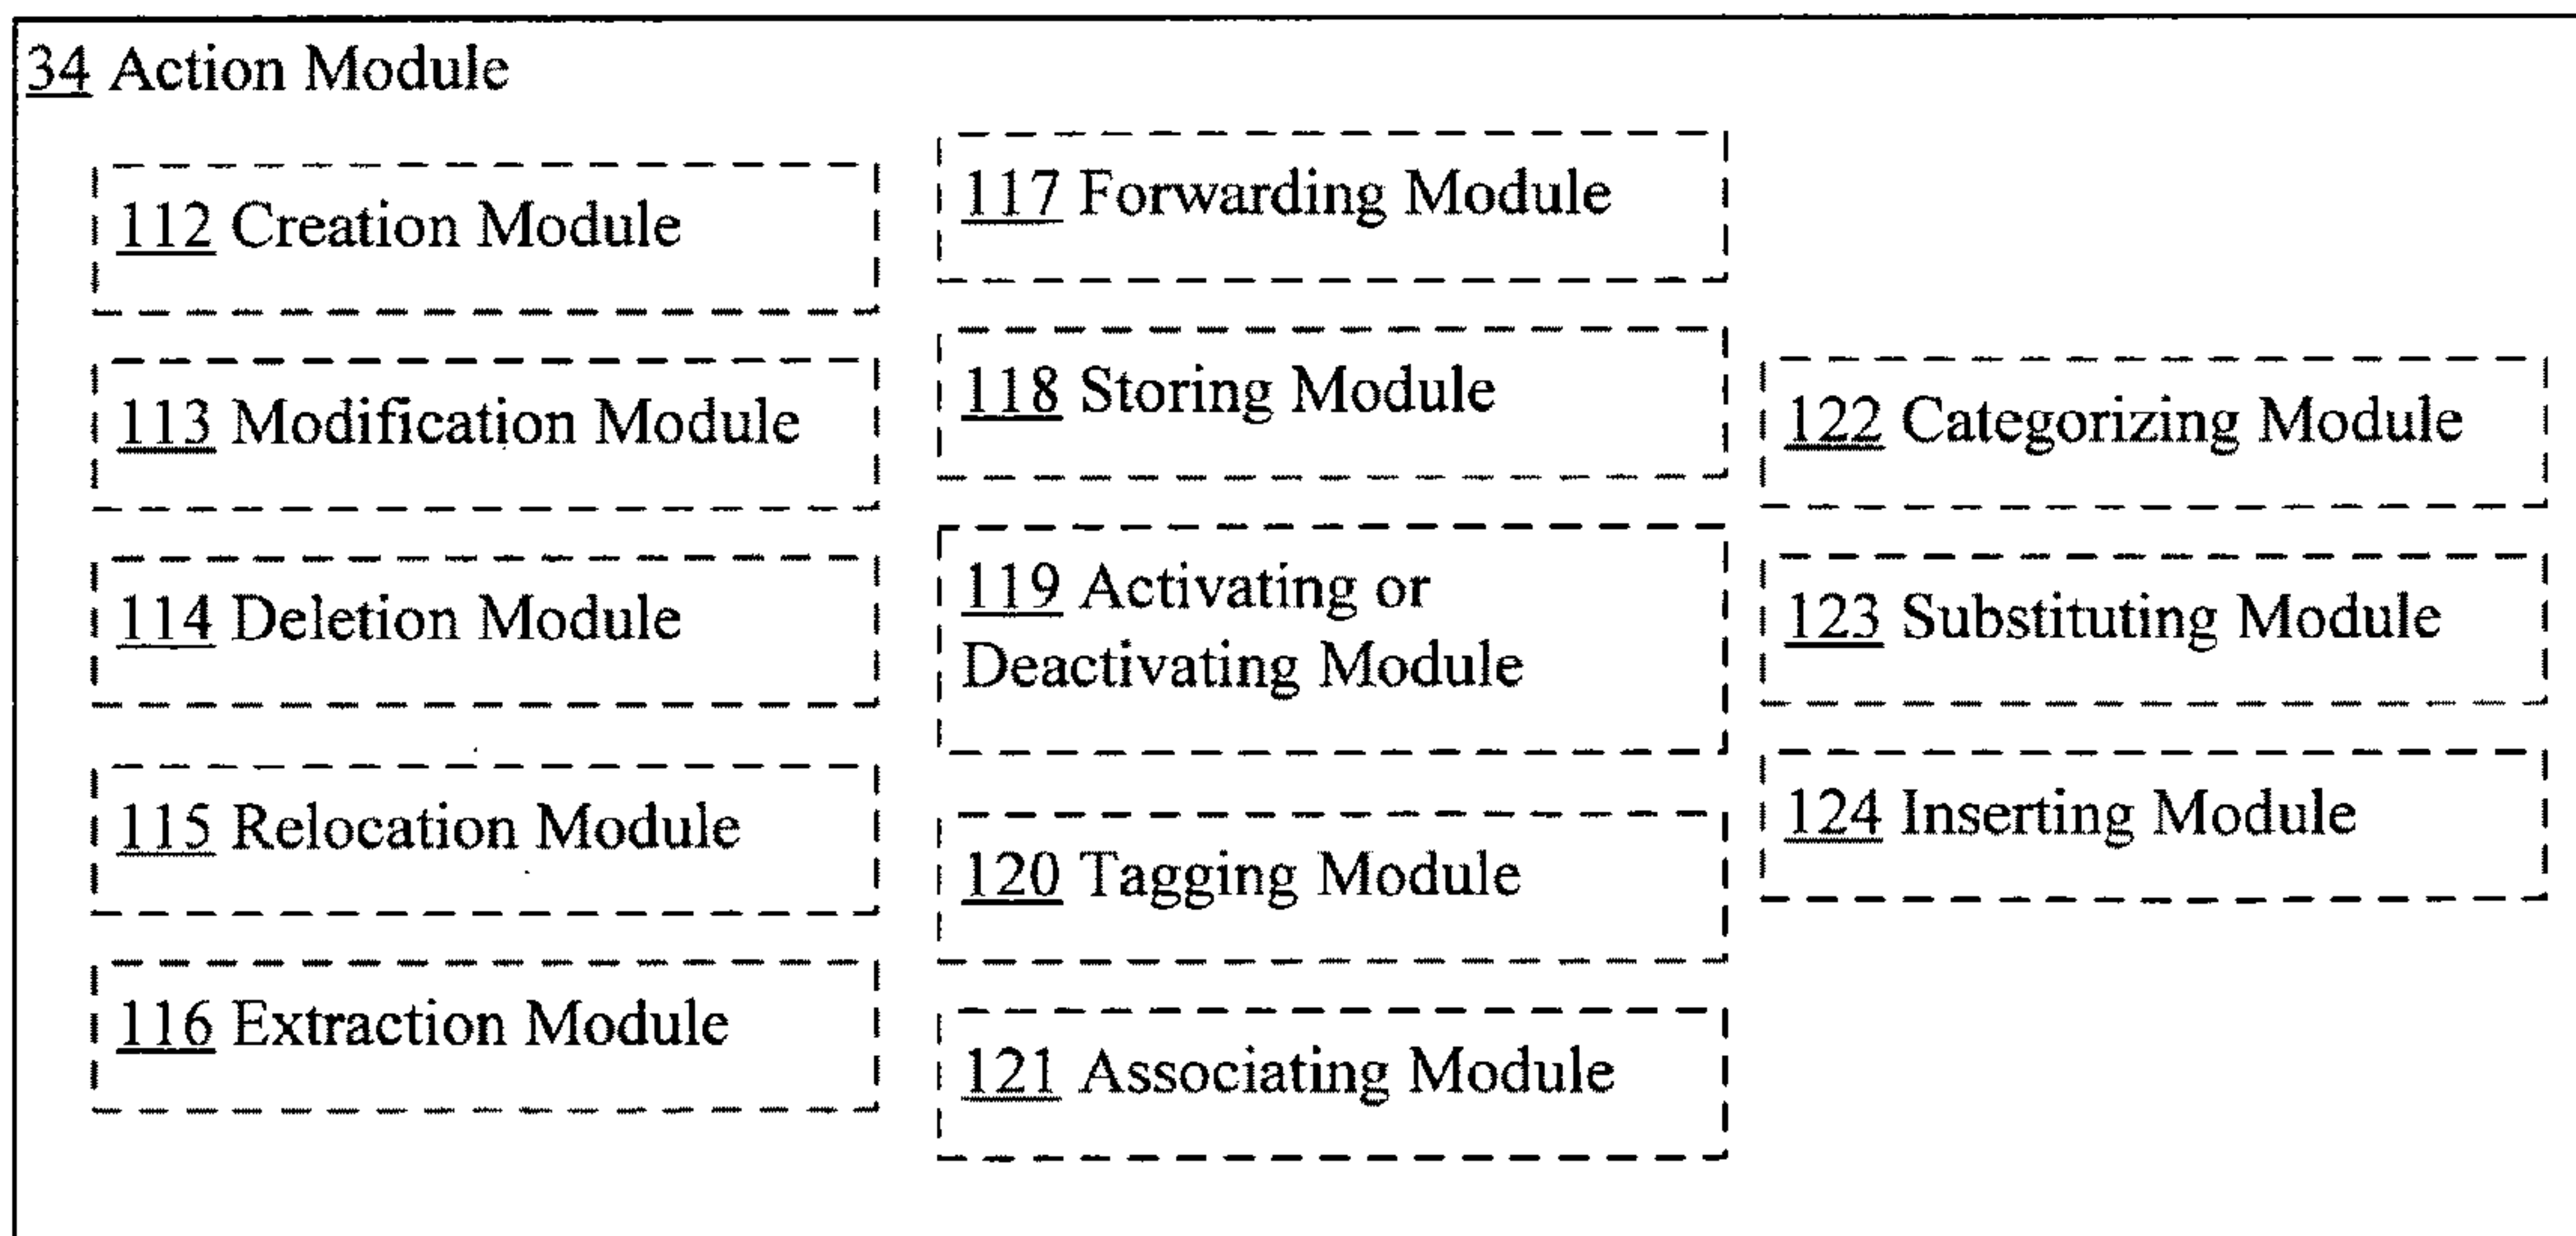 34 Action Module
112 Creation Module
113 Modification Module
114 Deletion Module
115 Relocation Module
116 Extraction Module
117 Forwarding Module
118 Storing Module
119 Activating or
Deactivating Module
120 Tagging Module
121 Associating Module
122 Categorizing Module
123 Substituting Module
124 Inserting Module